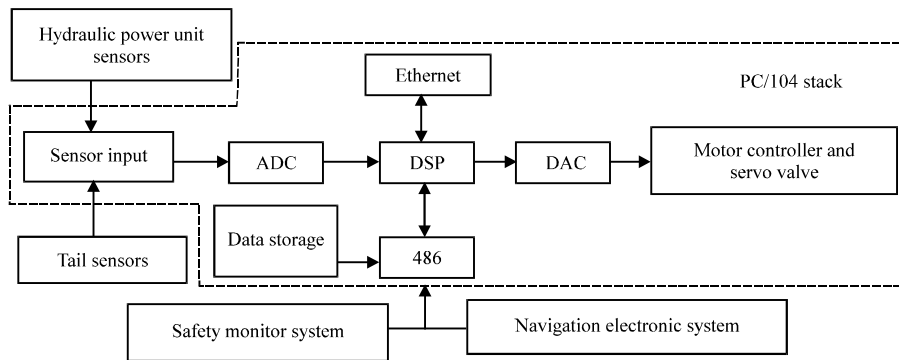 Hydraulic power unit
sensors
Ethernet
PC/104 stack
Sensor input
ADC
DSP
DAC
Motor controller and
servo valve
Data storage
486
Tail sensors
Safety monitor system
Navigation electronic system